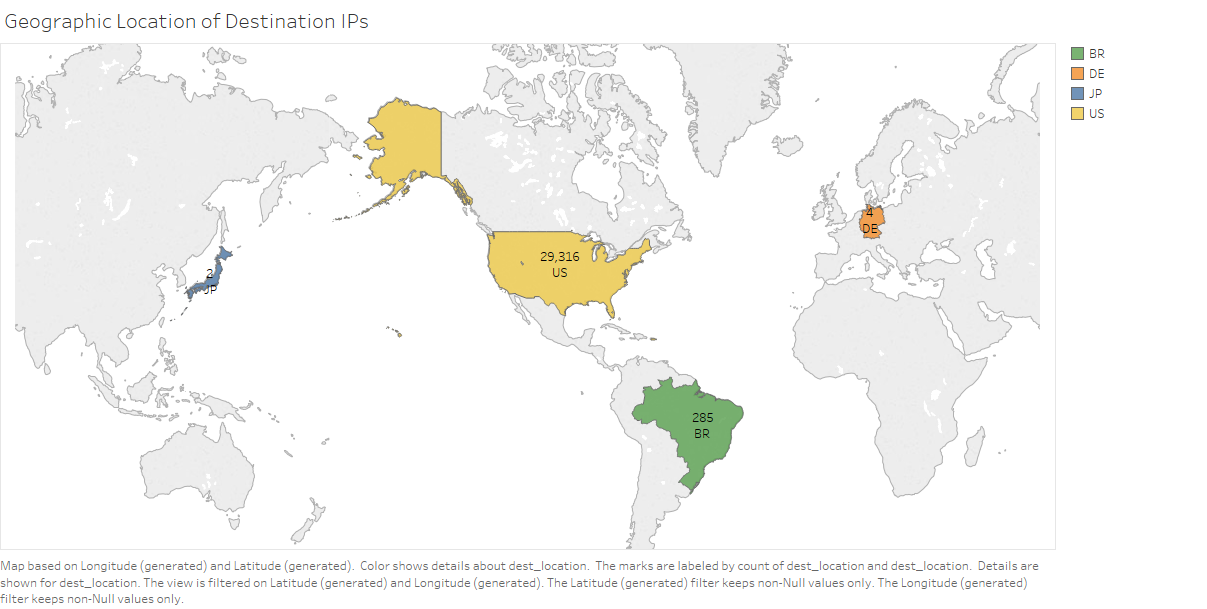 Geographic Location of Destination IPs
BR
DE
JP
US
4
DE
29,316
US
2
JP
285
BR
Map based on Longitude (generated) and Latitude (generated).  Color shows details about dest_location.  The marks are labeled by count of dest_location and dest_location.  Details are
shown for dest_location. The view is filtered on Latitude (generated) and Longitude (generated). The Latitude (generated) filter keeps non-Null values only. The Longitude (generated)
filter keeps non-Null values only.